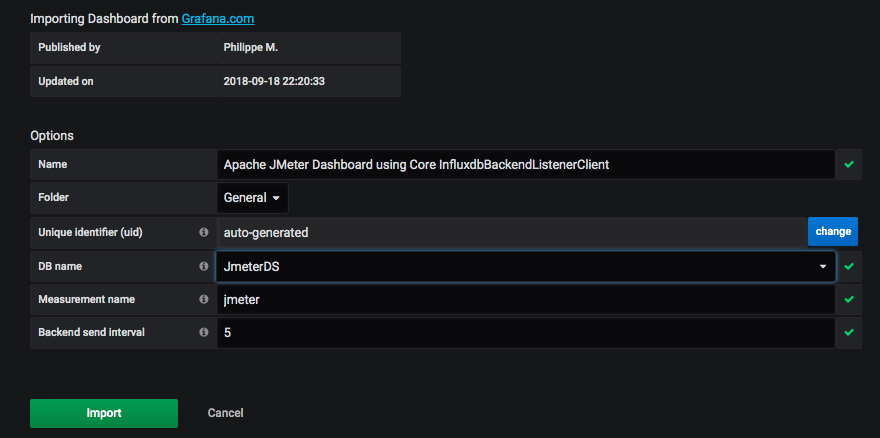 Importing Dashboard from Grafana.com
Published by Philippe M.
Updated on 2018-09-18 22:20:33
Options
Name Apache JMeter Dashboard using Core InfluxdbBackendListenerClient
Folder General
Unique identifier (uid) auto-generated change
DB name JmeterDS
Measurement name jmeter
Backend send interval 5
Import Cancel